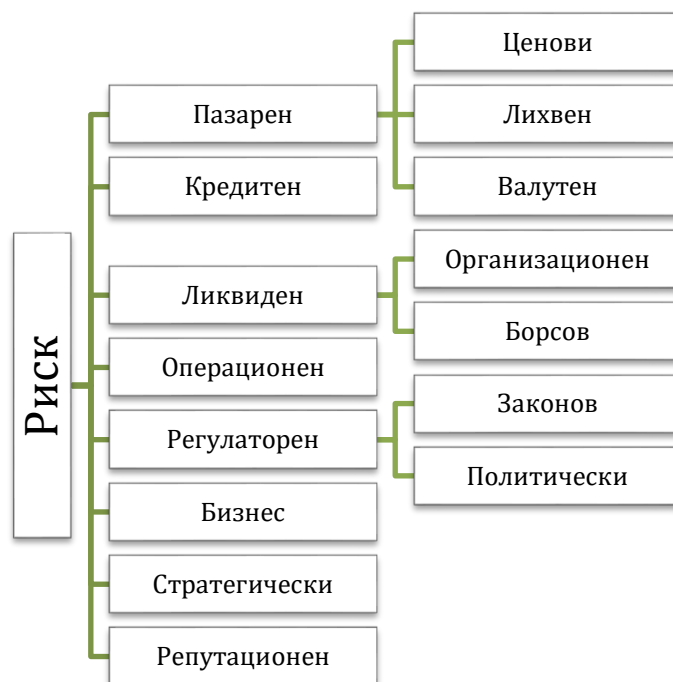 Риск
Пазарен
Ценови
Лихвен
Валутен
Кредитен
Ликвиден
Организационен
Борсов
Операционен
Регулаторен
Законов
Политически
Бизнес
Стратегически
Репутационен